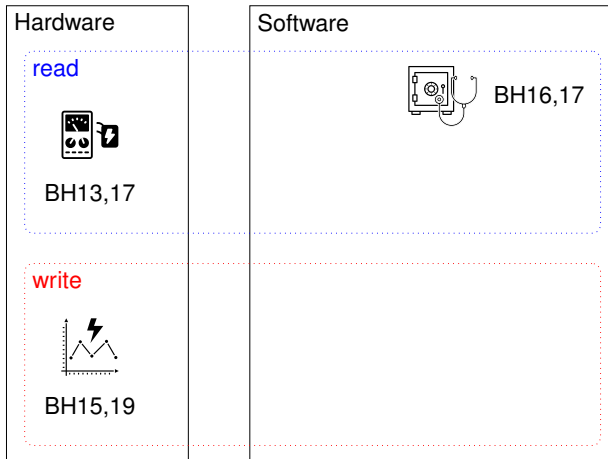 Hardware
Software
read
BH16,17
BH13,17
write
BH15,19